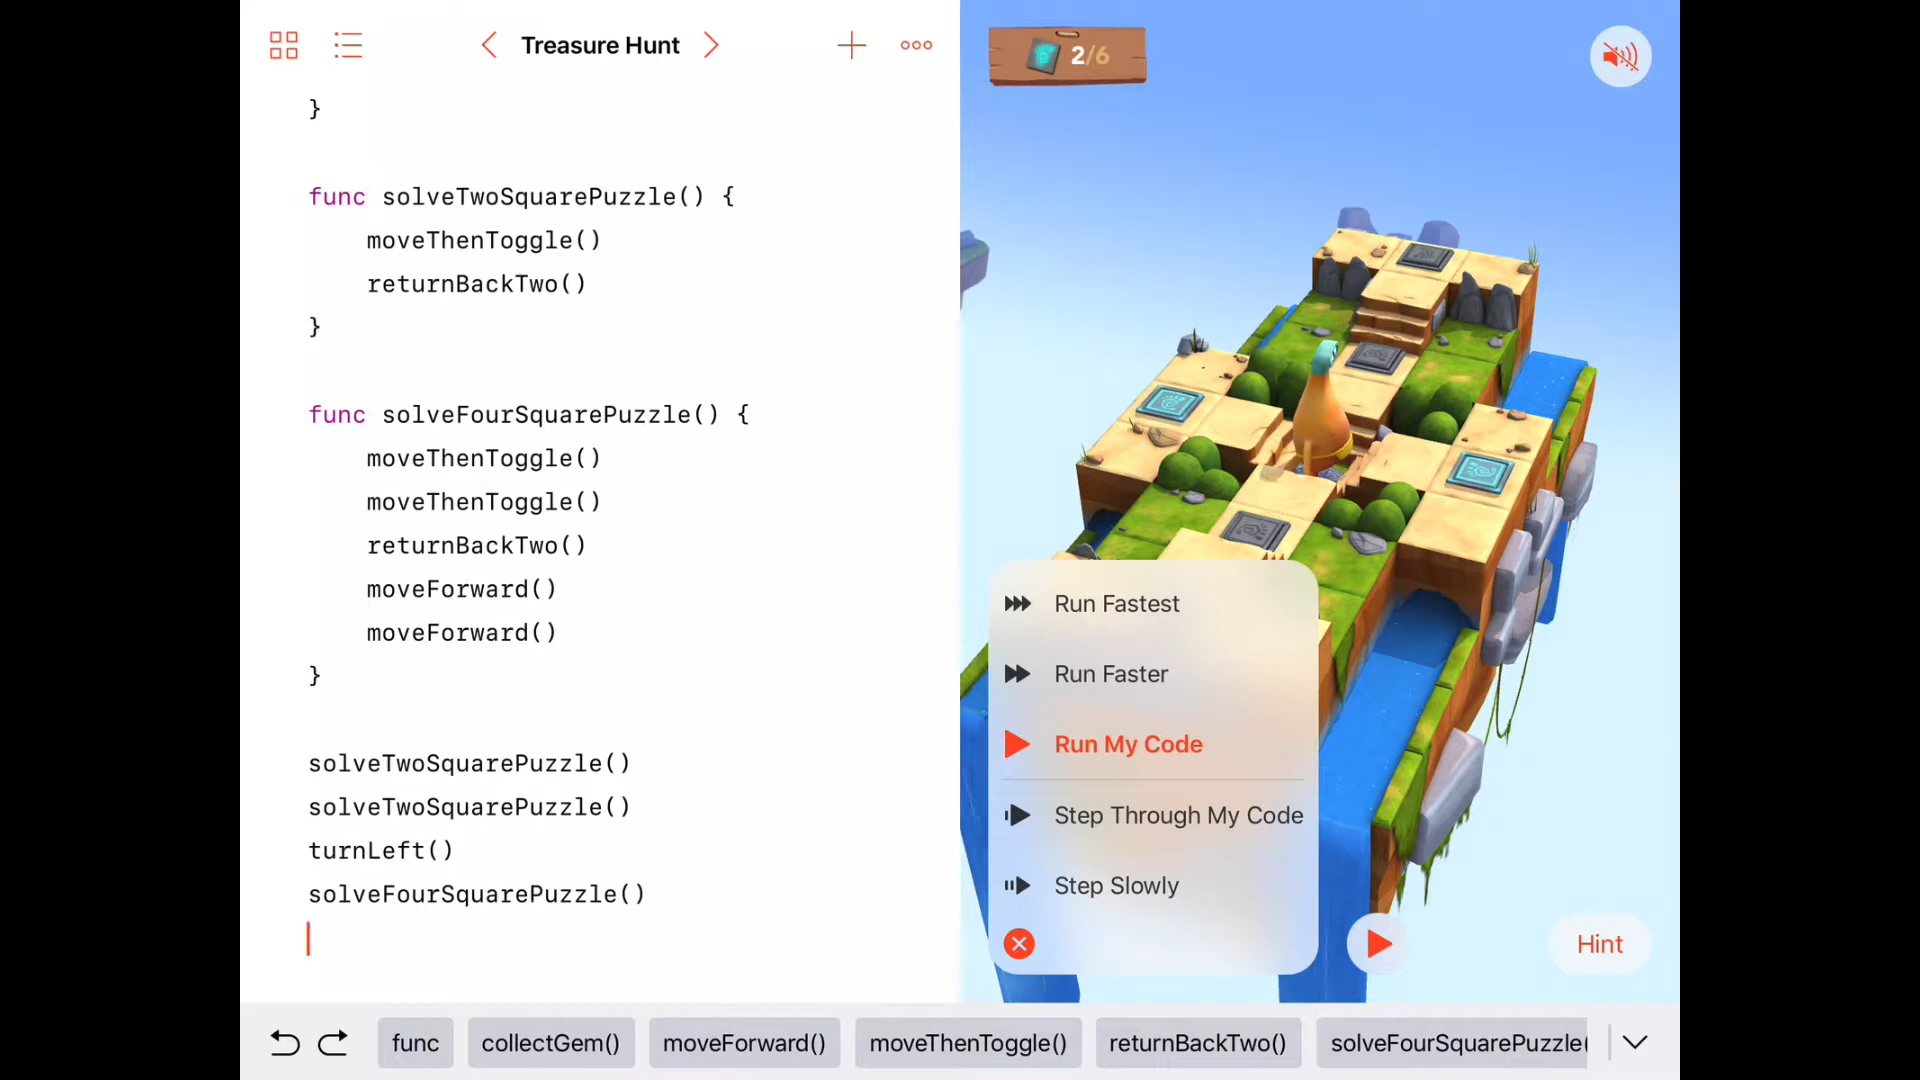 Treasure Hunt
}
func solveTwoSquarePuzzle() {
    moveThenToggle()
    returnBackTwo()
}
func solveFourSquarePuzzle() {
    moveThenToggle()
    moveThenToggle()
    returnBackTwo()
    moveForward()
    moveForward()
}
solveTwoSquarePuzzle()
solveTwoSquarePuzzle()
turnLeft()
solveFourSquarePuzzle()
2/6
Run Fastest
Run Faster
Run My Code
Step Through My Code
Step Slowly
Hint
func collectGem() moveForward() moveThenToggle() returnBackTwo() solveFourSquarePuzzle(